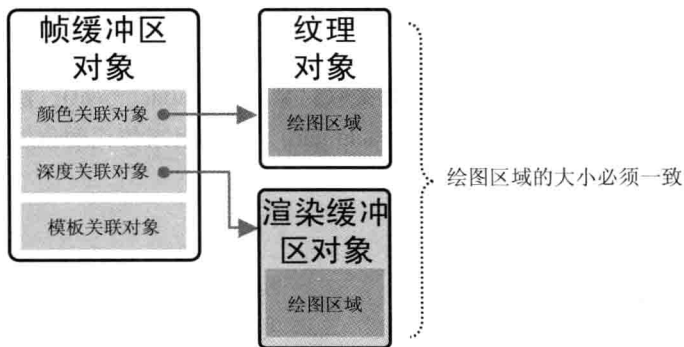 帧缓冲区
对象
颜色关联对象
深度关联对象
模板关联对象
纹理
对象
绘图区域
渲染缓冲
区对象
绘图区域
绘图区域的大小必须一致